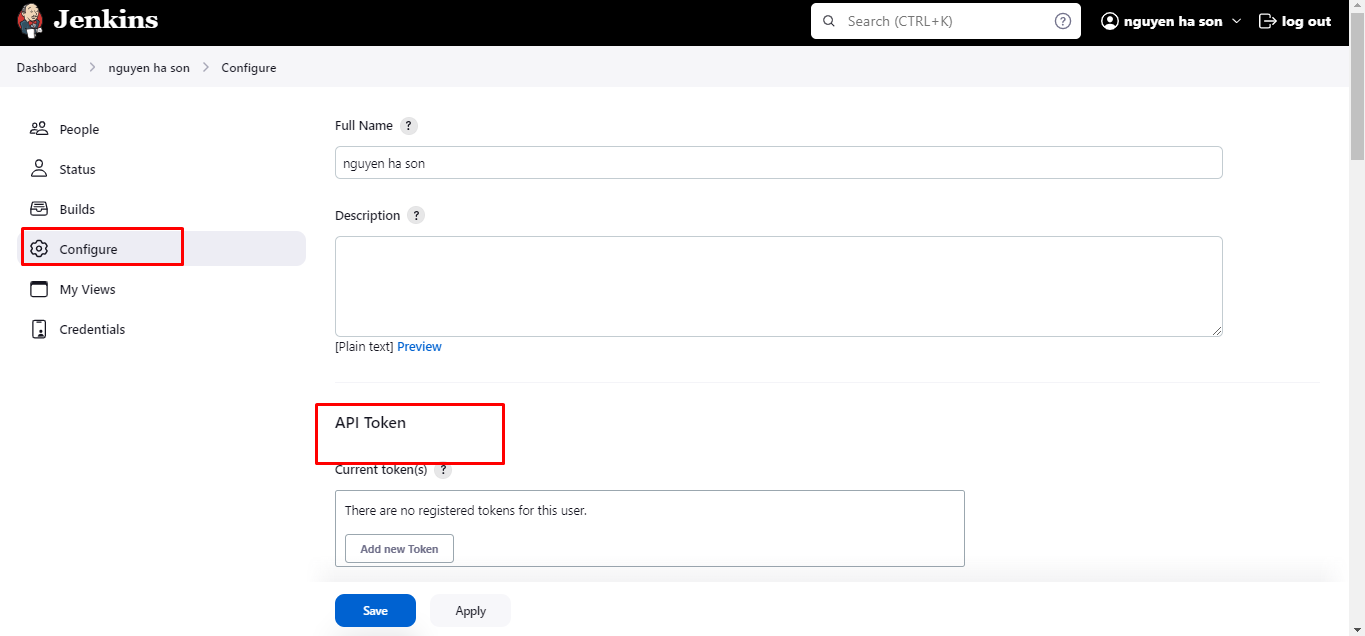 Jenkins
Search (CTRL+K)
?
nguyen ha son
log out
Dashboard > nguyen ha son > Configure
People
Status
Builds
Configure
My Views
Credentials
Full Name ?
nguyen ha son
Description ?
[Plain text] Preview
API Token
Current token(s) ?
There are no registered tokens for this user.
Add new Token
Save
Apply